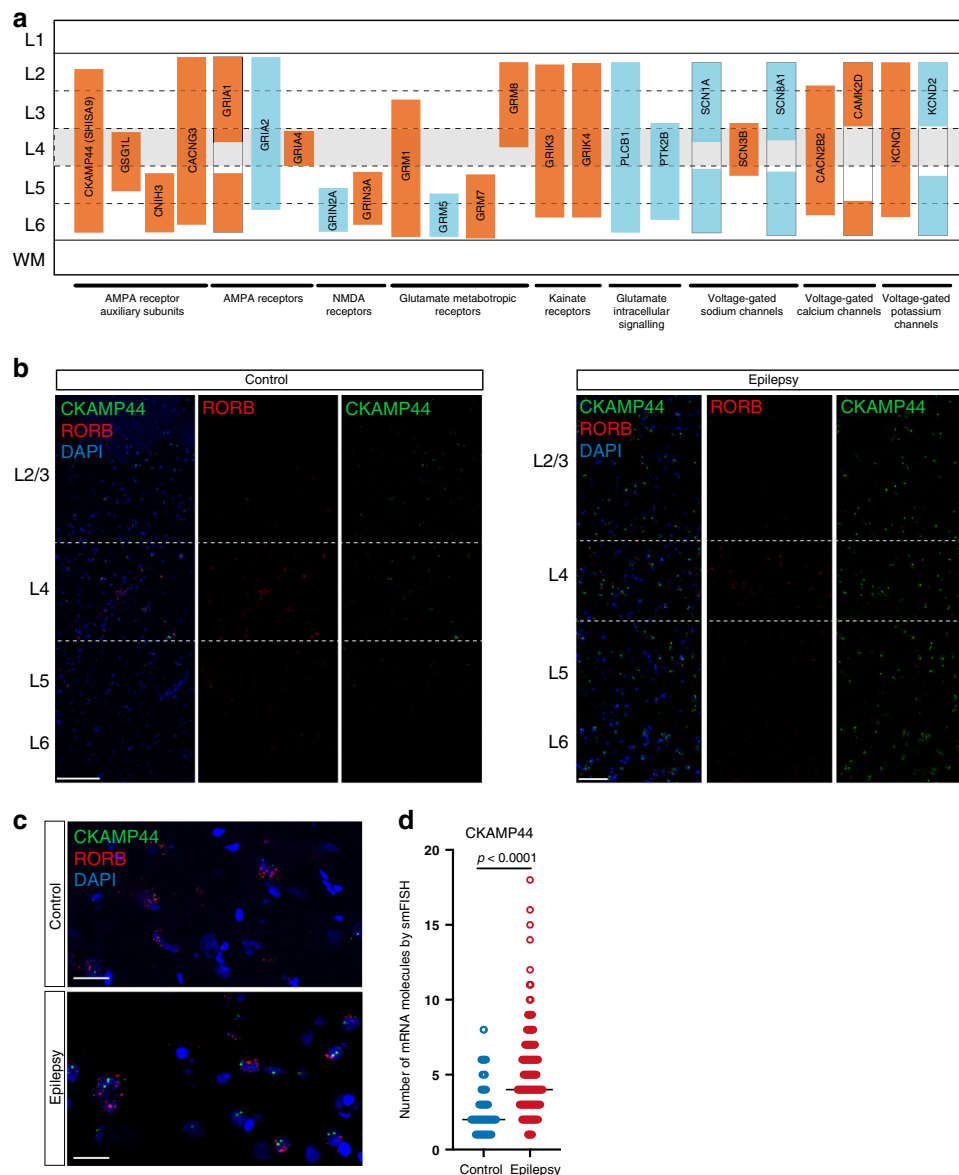 a
L1
L2
L3
L4
L5
L6
WM
CKAMP44 (SHISA9)
GSG1L
CNIH3
CACNG3
GRIA1
GRIA2
GRIA4
GRIN2A
GRIN3A
GRM1
GRM5
GRM7
GRM8
GRIK3
GRIK4
PLCB1
PTK2B
SCN1A
SCN3B
SCN8A1
CACN2B2
CAMK2D
KCNQ1
KCND2
AMPA receptor
auxiliary subunits
AMPA receptors
NMDA
receptors
Glutamate metabotropic
receptors
Kainate
receptors
Glutamate
intracellular
signalling
Voltage-gated
sodium channels
Voltage-gated
calcium channels
Voltage-gated
potassium
channels
b
Control
CKAMP44
RORB
DAPI
RORB
CKAMP44
L2/3
L4
L5
L6
Epilepsy
CKAMP44
RORB
DAPI
RORB
CKAMP44
L2/3
L4
L5
L6
c
Control
CKAMP44
RORB
DAPI
Epilepsy
d
CKAMP44
p < 0.0001
Number of mRNA molecules by smFISH
20
15
10
5
0
Control Epilepsy